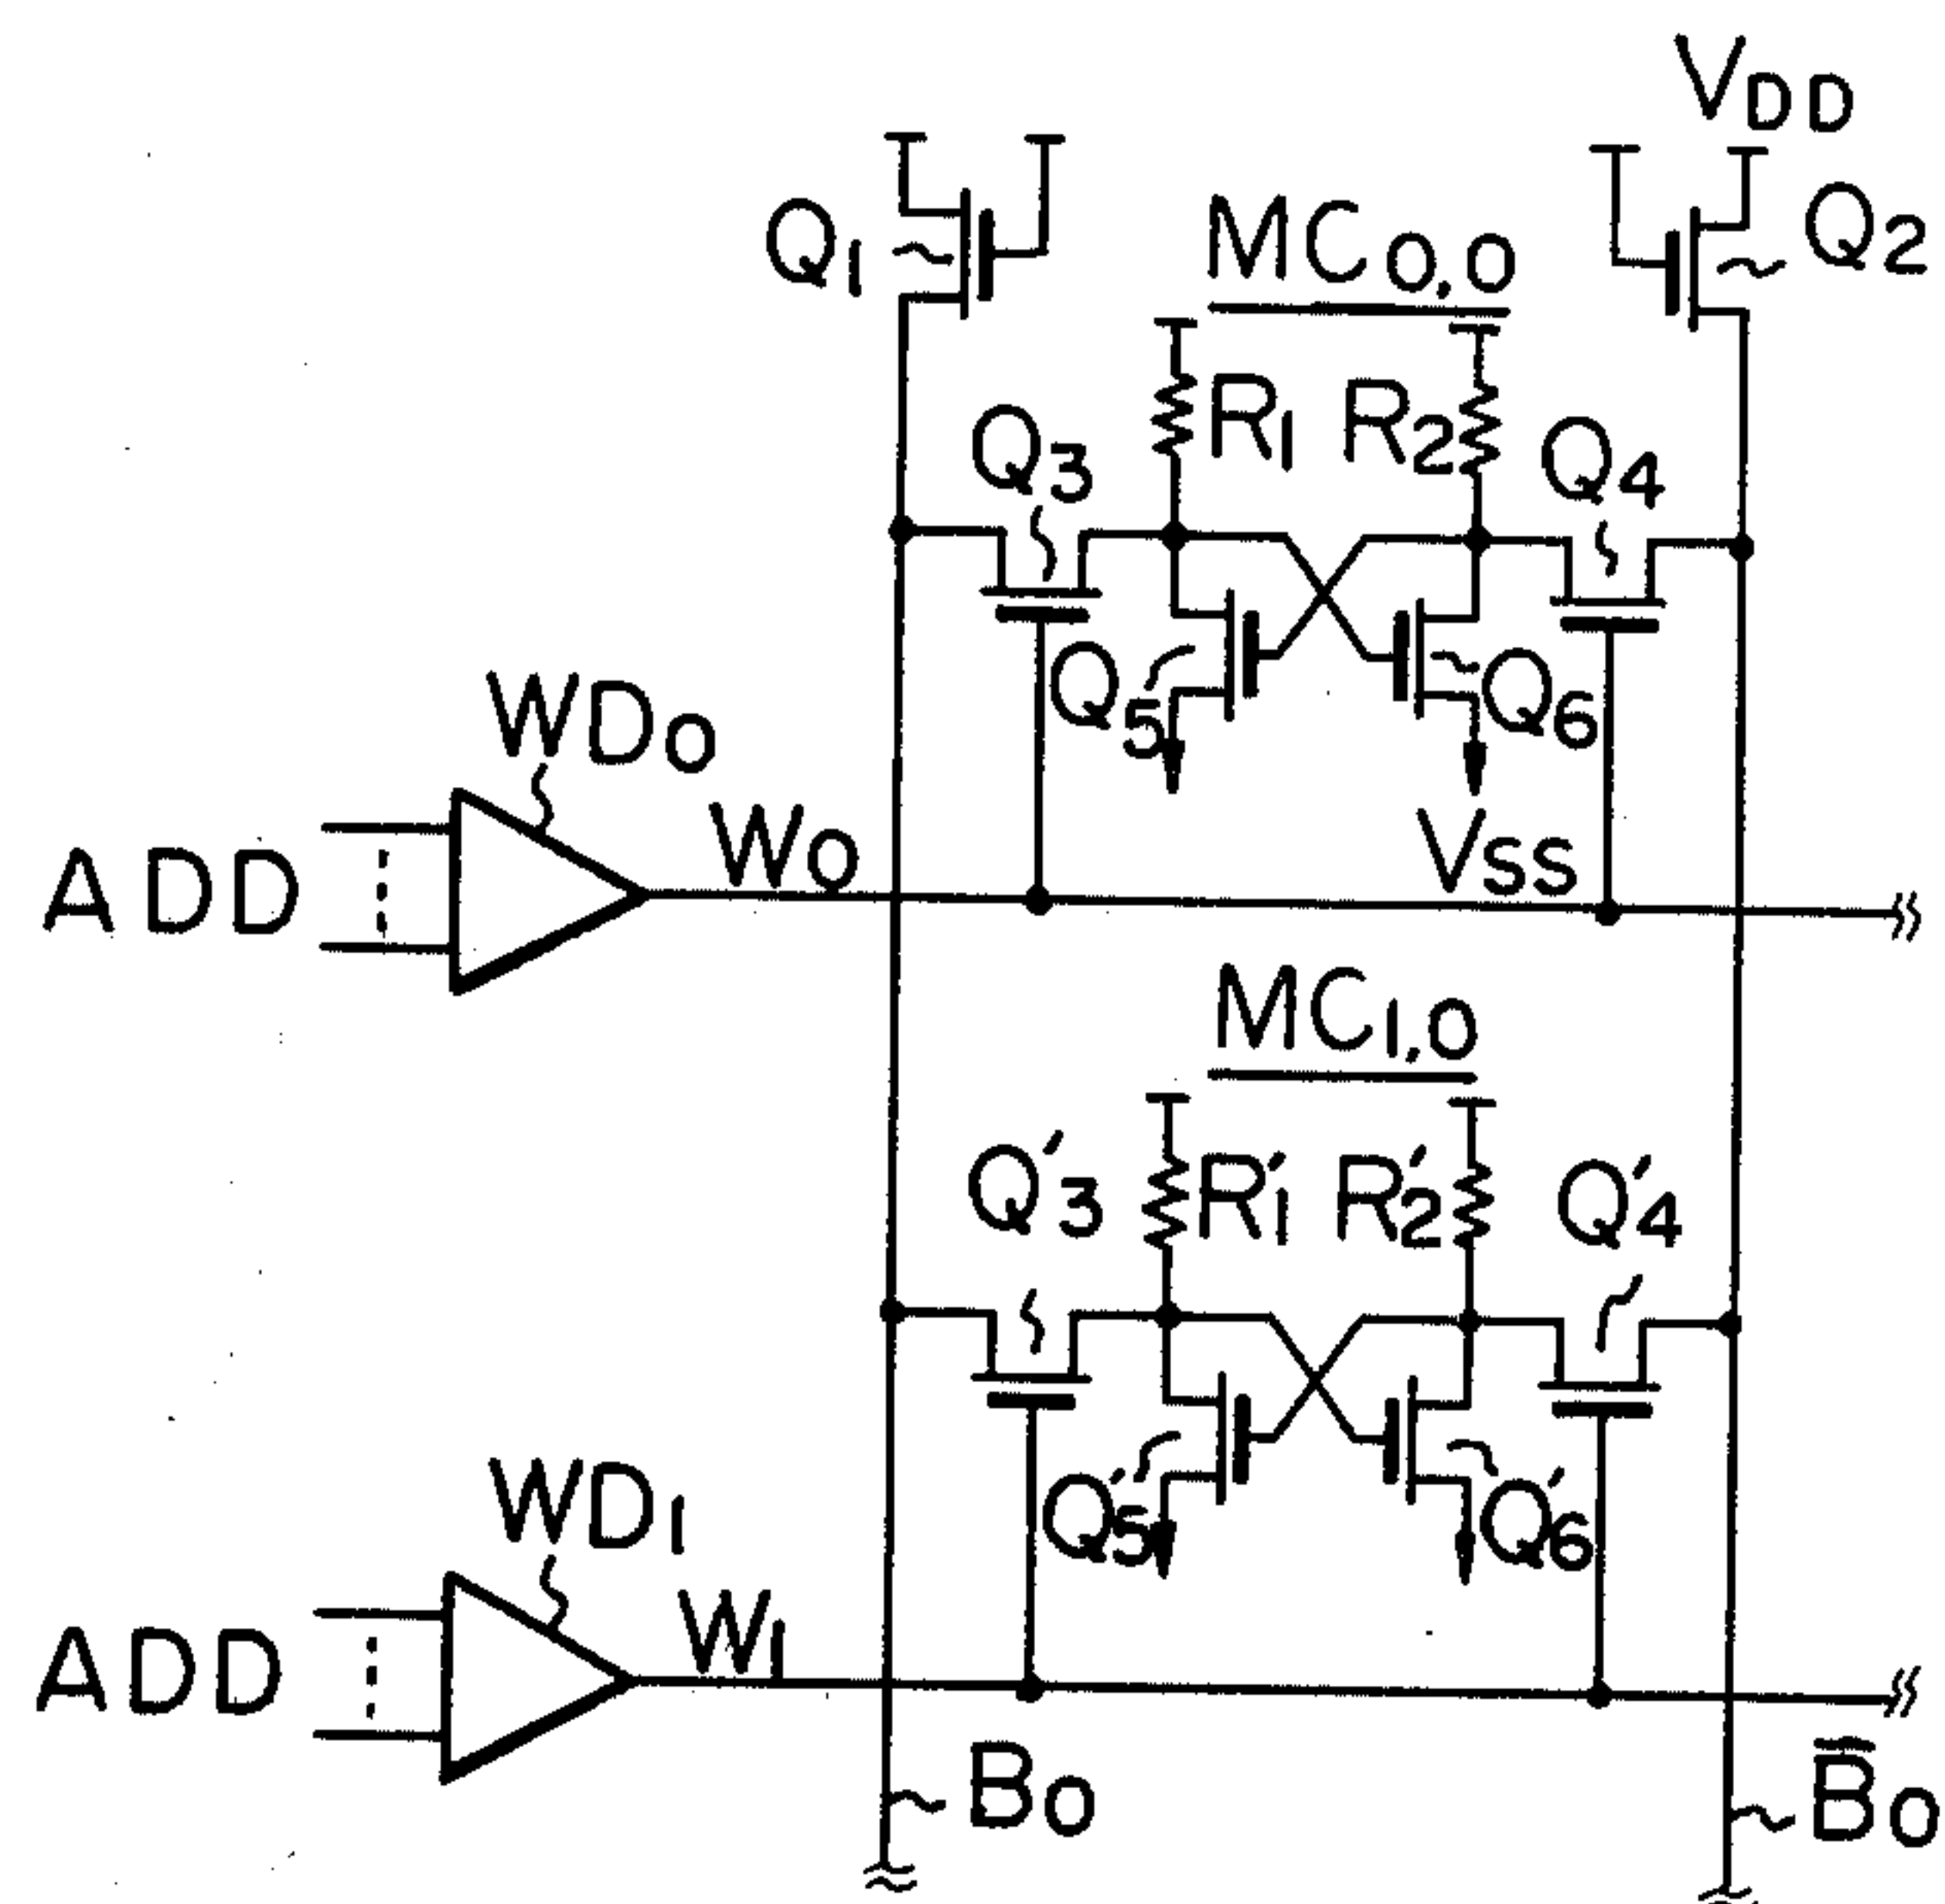 VDD
Q1
MC0,0
Q2
R1 R2
Q3
Q4
Q5
Q6
WD0
W0
ADD
VSS
MC1,0
Q'3
R'1 R'2
Q'4
Q'5
Q'6
WD1
W1
ADD
B0
B̅0